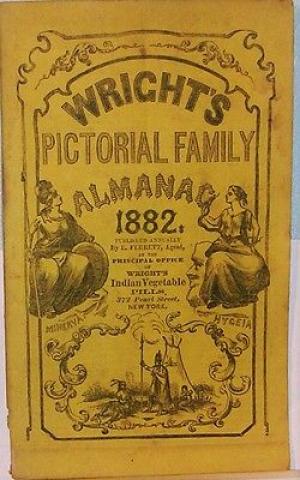 WRIGHT'S
PICTORIAL FAMILY
ALMANAC
1882.
PUBLISHED ANNUALLY
By L. FERRETT, Agent,
AT THE
PRINCIPAL OFFICE
OF
WRIGHT'S
Indian Vegetable
PILLS,
372 Pearl Street,
NEW YORK.
MINERVA
HYGEIA